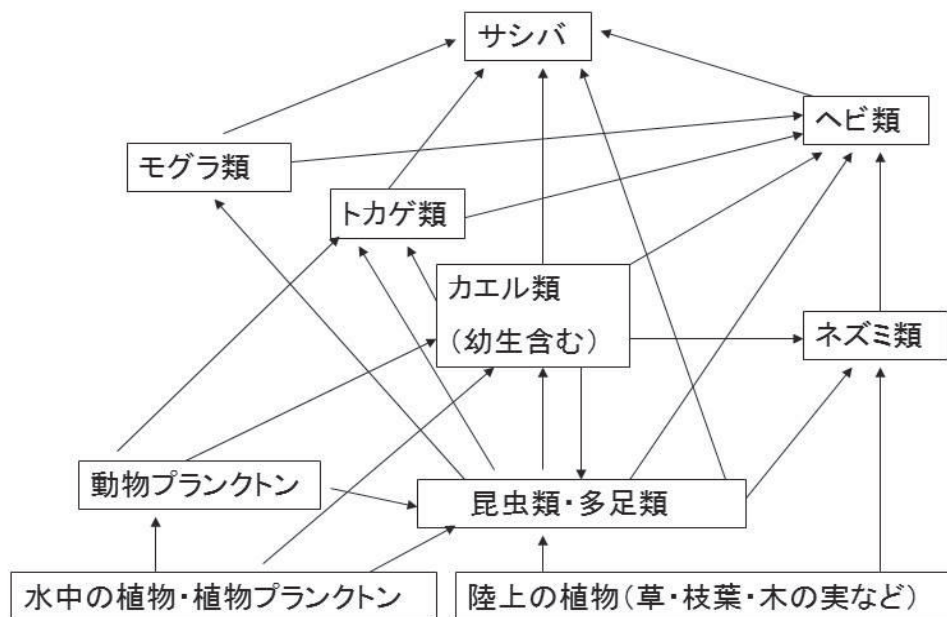 サシバ
ヘビ類
モグラ類
トカゲ類
カエル類
(幼生含む)
ネズミ類
動物プランクトン
昆虫類・多足類
水中の植物・植物プランクトン
陸上の植物(草・枝葉・木の実など)